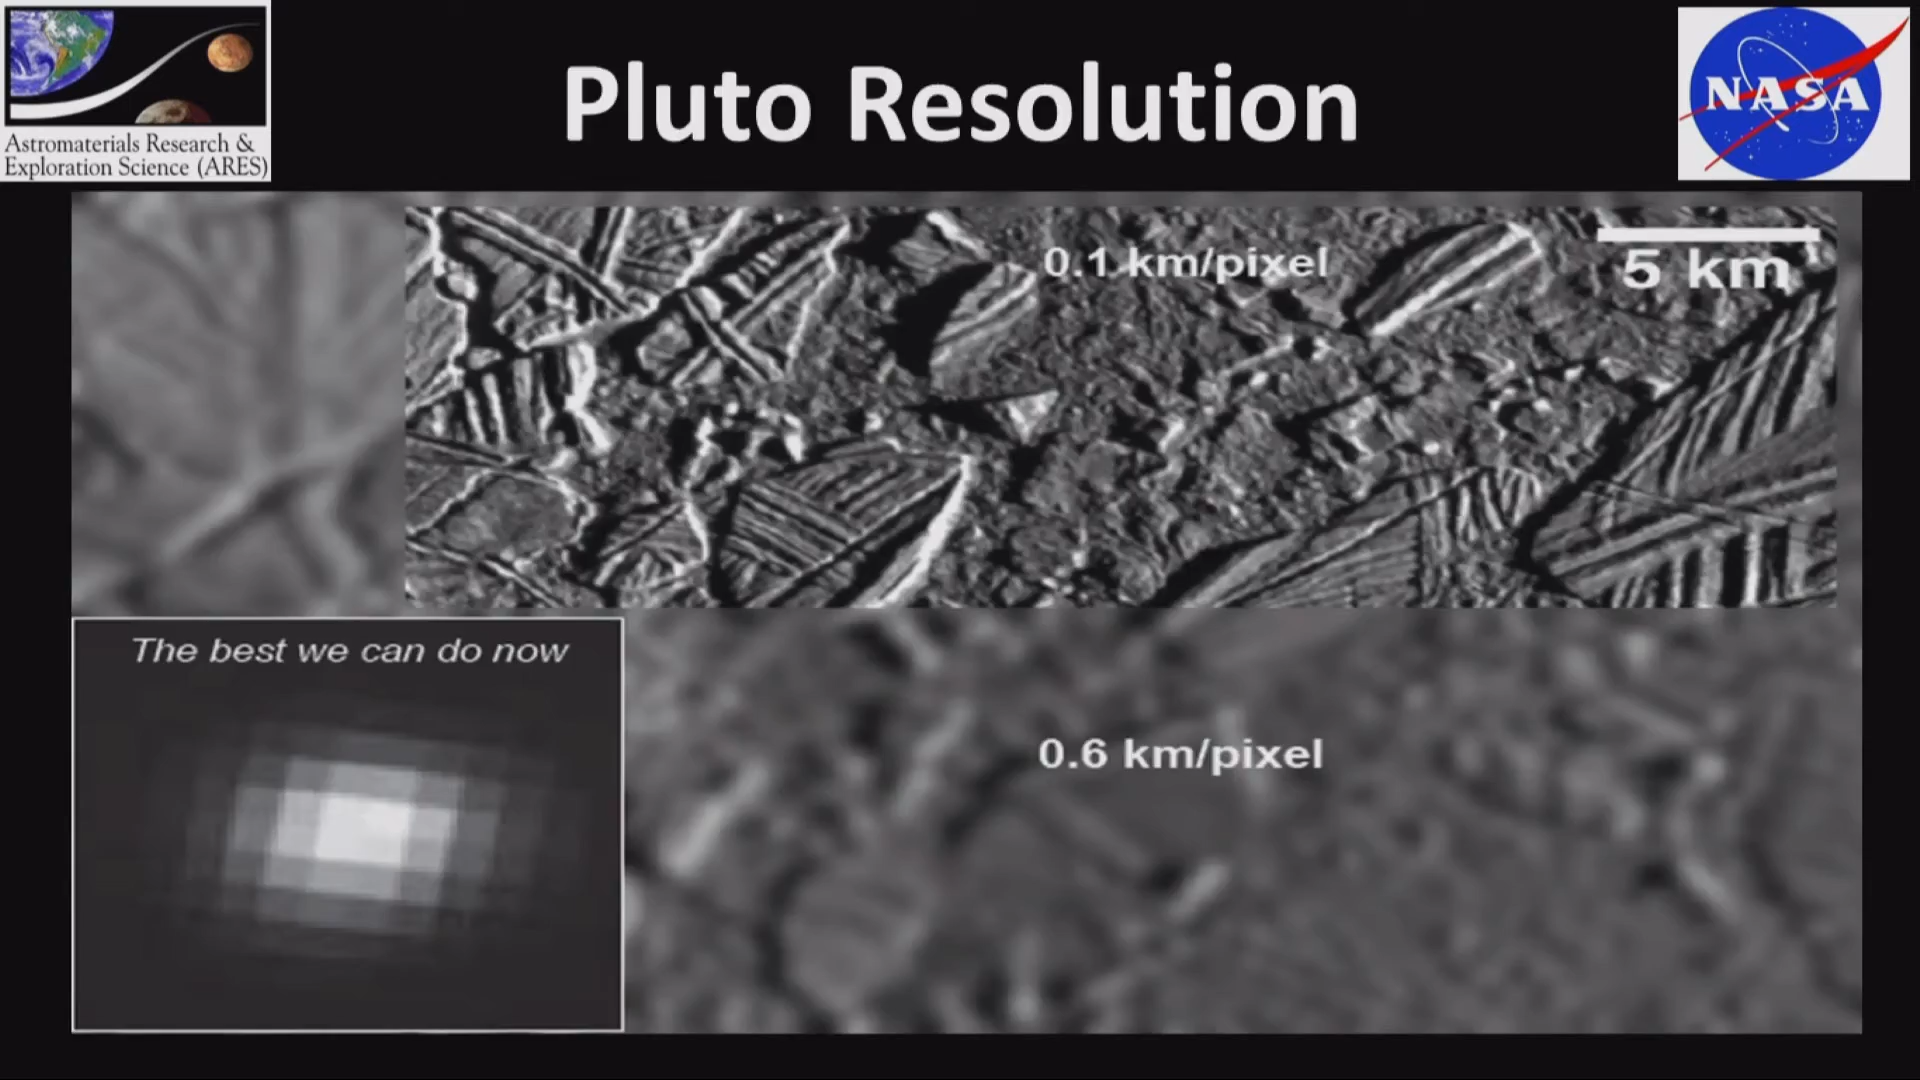 Pluto Resolution
NASA
Astromaterials Research &
Exploration Science (ARES)
0.1 km/pixel
5 km
The best we can do now
0.6 km/pixel